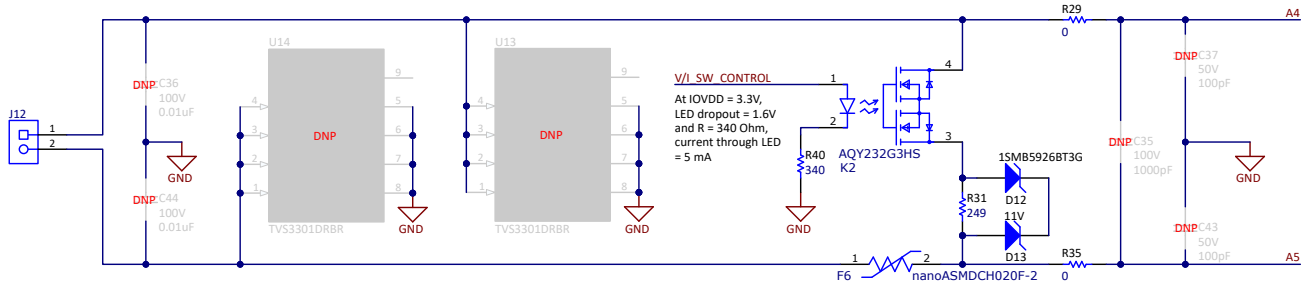 R29
0
A4
U14
U13
9
4
5
3
6
2
7
1
8
DNP
TVS3301DRBR
GND
9
4
5
3
6
2
7
1
8
DNP
TVS3301DRBR
GND
DNP
C36
100V
0.01uF
GND
DNP
C44
100V
0.01uF
J12
1
2
V/I_SW_CONTROL
At IOVDD = 3.3V,
LED dropout = 1.6V
and R = 340 Ohm,
current through LED
= 5 mA
1
2
4
3
AQY232G3HS
K2
R40
340
GND
1SMB5926BT3G
D12
R31
249
11V
D13
F6
1
2
nanoASMDCH020F-2
R35
0
DNP
C35
100V
1000pF
DNP
C37
50V
100pF
GND
DNP
C43
50V
100pF
A5